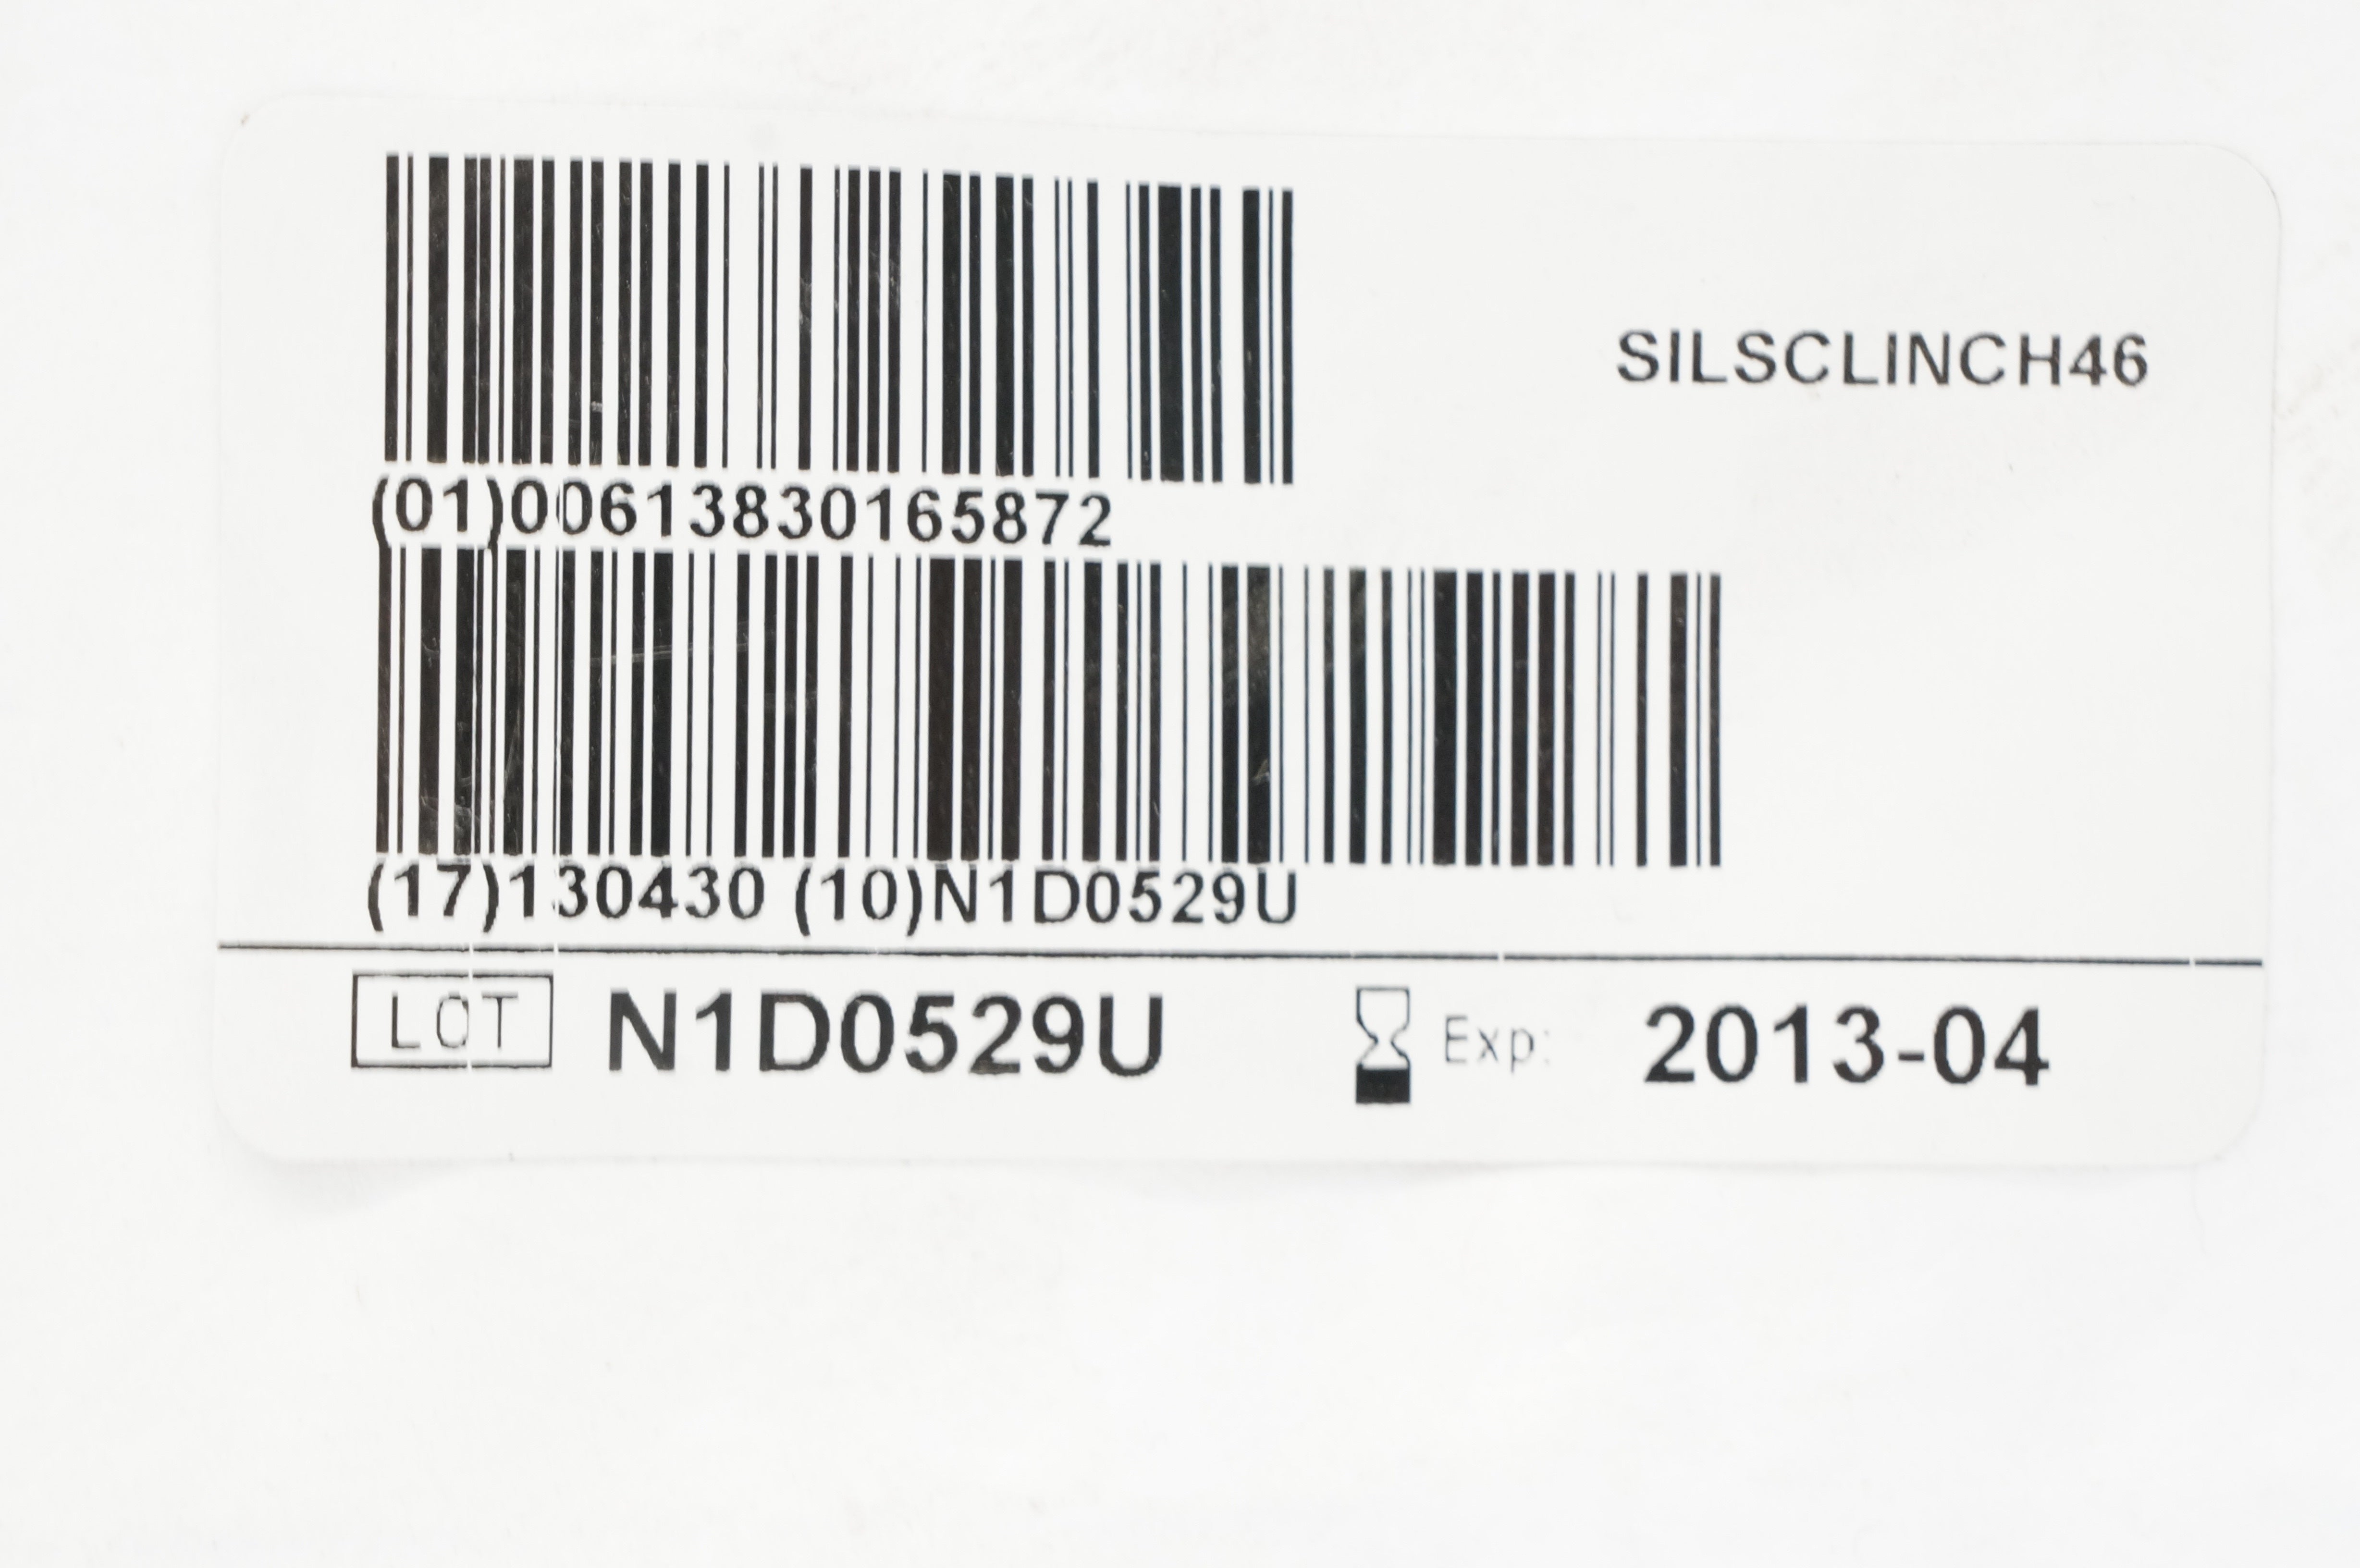 SILSCLINCH46
(01)00613830165872
(17)130430 (10)N1D0529U
LOT N1D0529U Exp: 2013-04